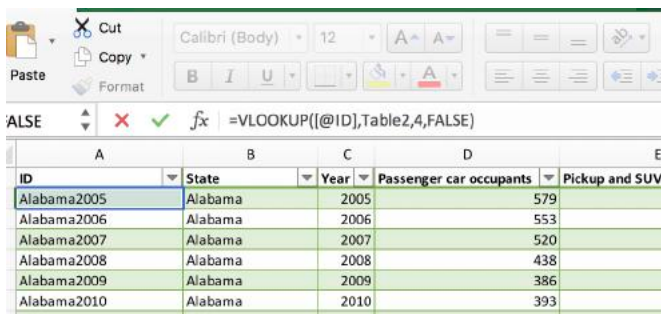 Cut
Calibri (Body) 12 A A
Copy
Paste
Format B I U A
ALSE fx =VLOOKUP([@ID],Table2,4,FALSE)
A B C D E
ID State Year Passenger car occupants Pickup and SUV
Alabama2005 Alabama 2005 579
Alabama2006 Alabama 2006 553
Alabama2007 Alabama 2007 520
Alabama2008 Alabama 2008 438
Alabama2009 Alabama 2009 386
Alabama2010 Alabama 2010 393